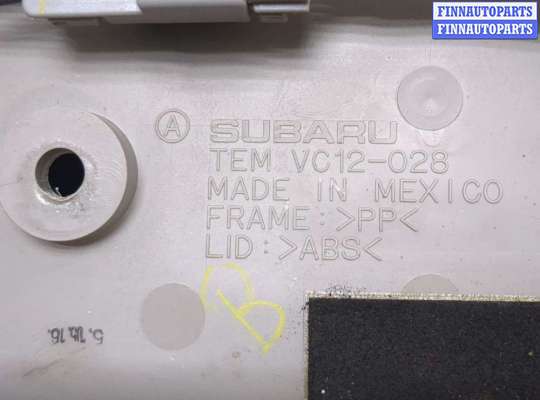 FINNAUTOPARTS
FINNAUTOPARTS
A SUBARU
TEM VC12-028
MADE IN MEXICO
FRAME:>PP<
LID:>ABS<
B